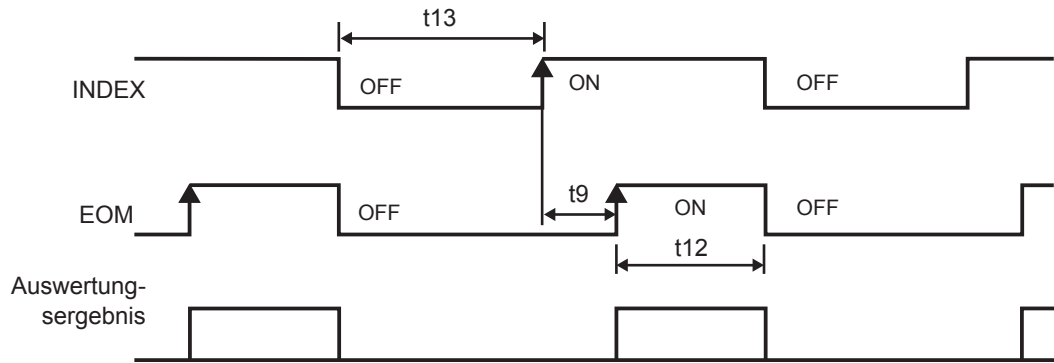 t13
INDEX
OFF
ON
OFF
t9
EOM
OFF
ON
OFF
t12
Auswertung-
sergebnis